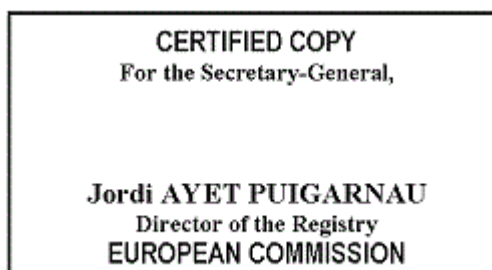 CERTIFIED COPY
For the Secretary-General,
Jordi AYET PUIGARNAU
Director of the Registry
EUROPEAN COMMISSION